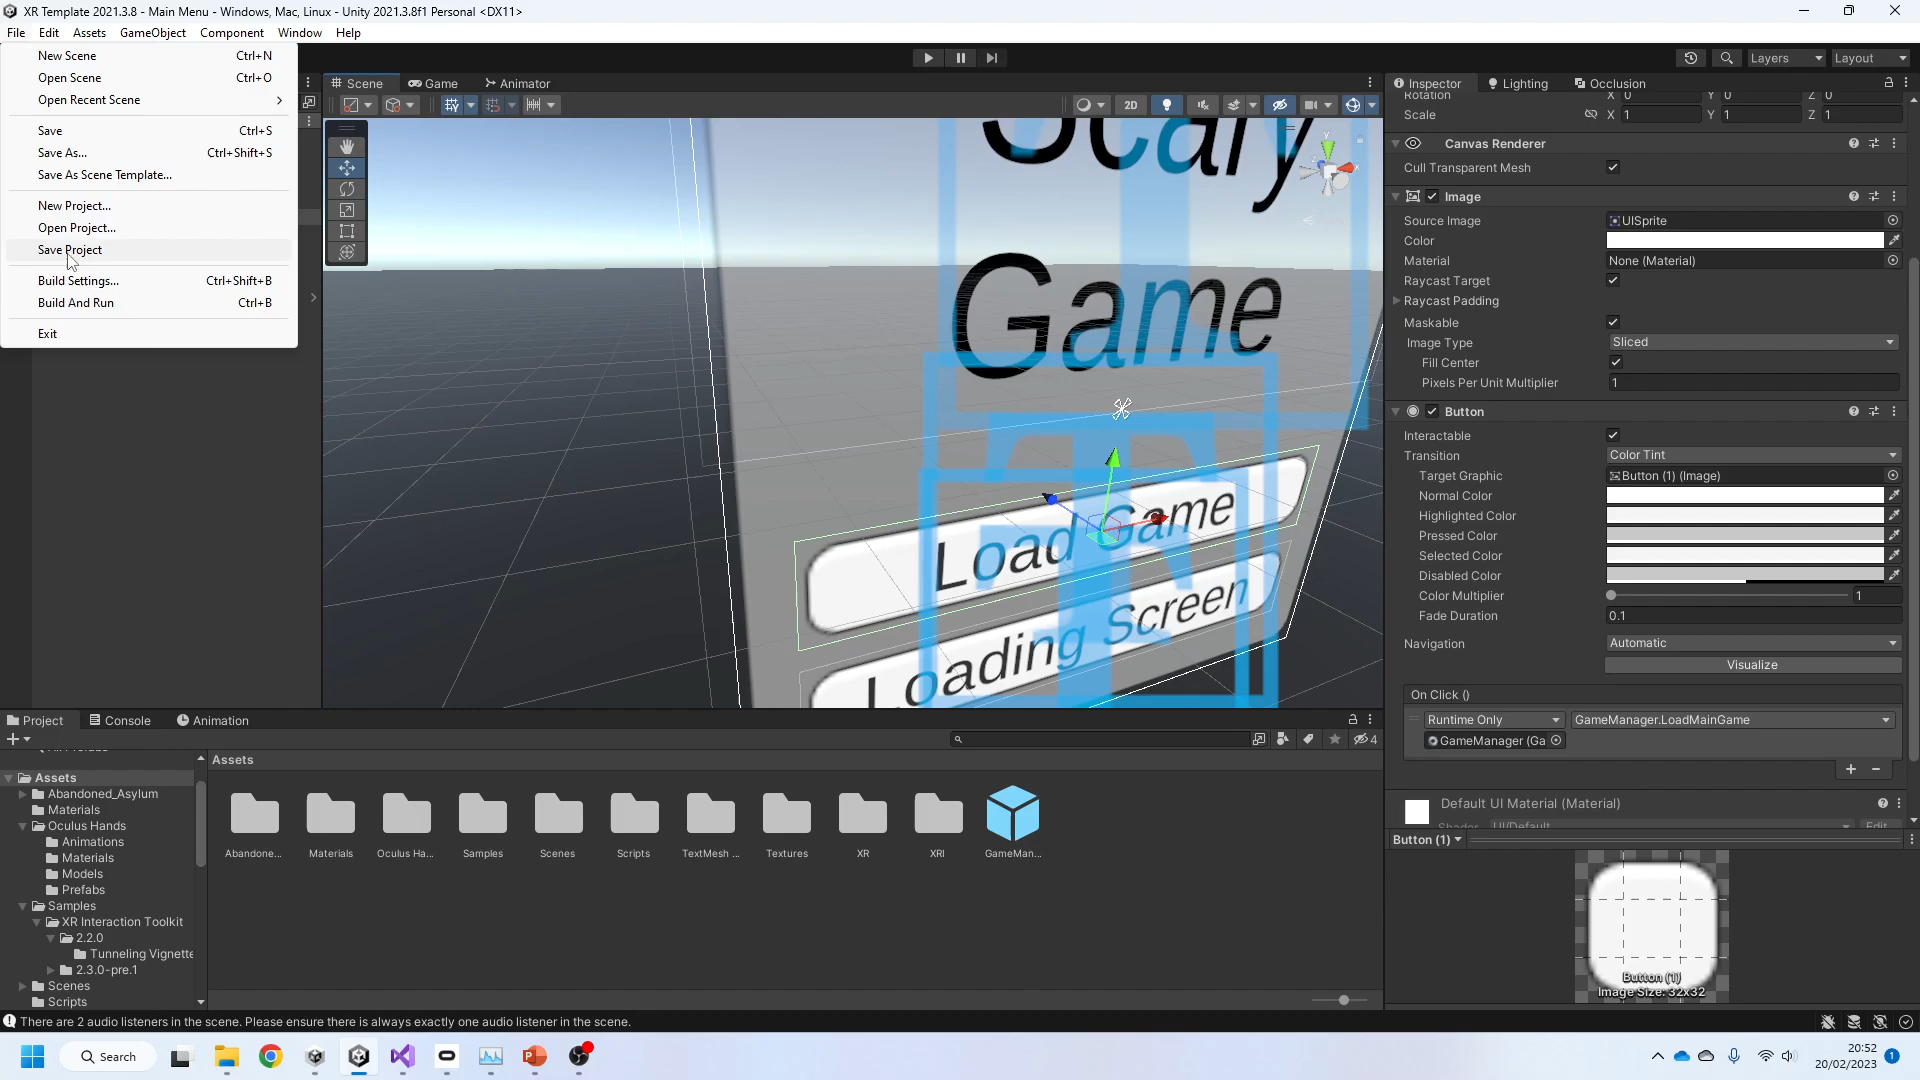 XR Template 2021.3.8 - Main Menu - Windows, Mac, Linux - Unity 2021.3.8f1 Personal <DX11>
File Edit Assets GameObject Component Window Help
New Scene Ctrl+N
Open Scene Ctrl+O
Open Recent Scene
Save Ctrl+S
Save As... Ctrl+Shift+S
Save As Scene Template...
New Project...
Open Project...
Save Project
Build Settings... Ctrl+Shift+B
Build And Run Ctrl+B
Exit
Layers
Layout
Scene Game Animator
2D
Scary
Game
Load Game
Loading Screen
Inspector Lighting Occlusion
Rotation X 0 Y 0 Z 0
Scale X 1 Y 1 Z 1
Canvas Renderer
Cull Transparent Mesh
Image
Source Image UISprite
Color
Material None (Material)
Raycast Target
Raycast Padding
Maskable
Image Type Sliced
Fill Center
Pixels Per Unit Multiplier 1
Button
Interactable
Transition Color Tint
Target Graphic Button (1) (Image)
Normal Color
Highlighted Color
Pressed Color
Selected Color
Disabled Color
Color Multiplier 1
Fade Duration 0.1
Navigation Automatic
Visualize
On Click ()
Runtime Only GameManager.LoadMainGame
GameManager (Ga
Default UI Material (Material)
Shader UI/Default Edit
Button (1)
Button (1)
Image Size: 32x32
Project Console Animation
4
Assets
Abandoned_Asylum
Materials
Oculus Hands
Animations
Materials
Models
Prefabs
Samples
XR Interaction Toolkit
2.2.0
Tunneling Vignette
2.3.0-pre.1
Scenes
Scripts
Assets
Abandone... Materials Oculus Ha... Samples Scenes Scripts TextMesh ... Textures XR XRI GameMan...
There are 2 audio listeners in the scene. Please ensure there is always exactly one audio listener in the scene.
Search
20:52
20/02/2023
1